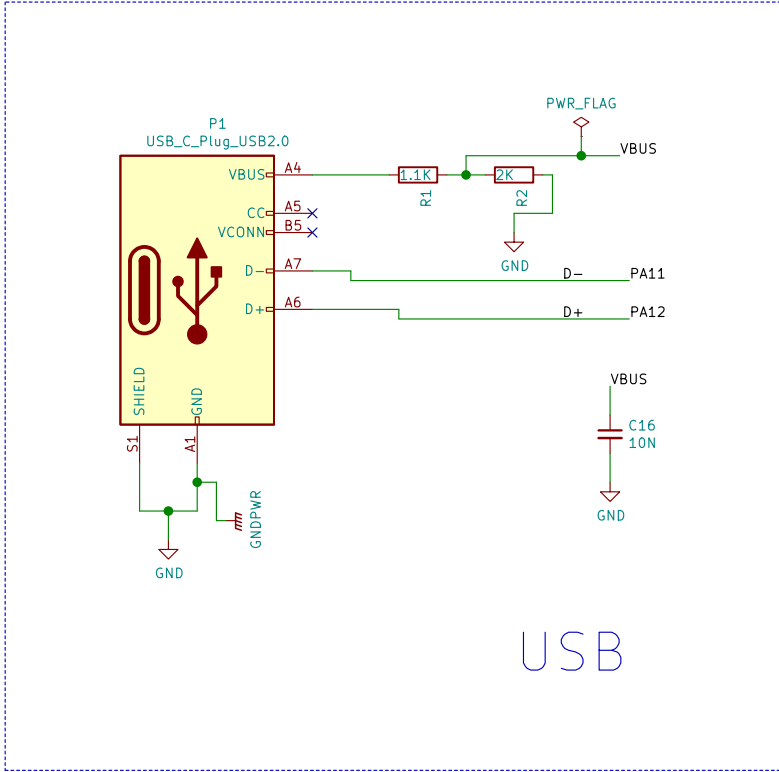 PWR_FLAG
P1
USB_C_Plug_USB2.0
VBUS
VBUS
A4
1.1K
2K
R1
R2
CC
A5
VCONN
B5
GND
D-
A7
D-
PA11
D+
A6
D+
PA12
SHIELD
GND
VBUS
C16
10N
S1
A1
GND
GNDPWR
GND
USB